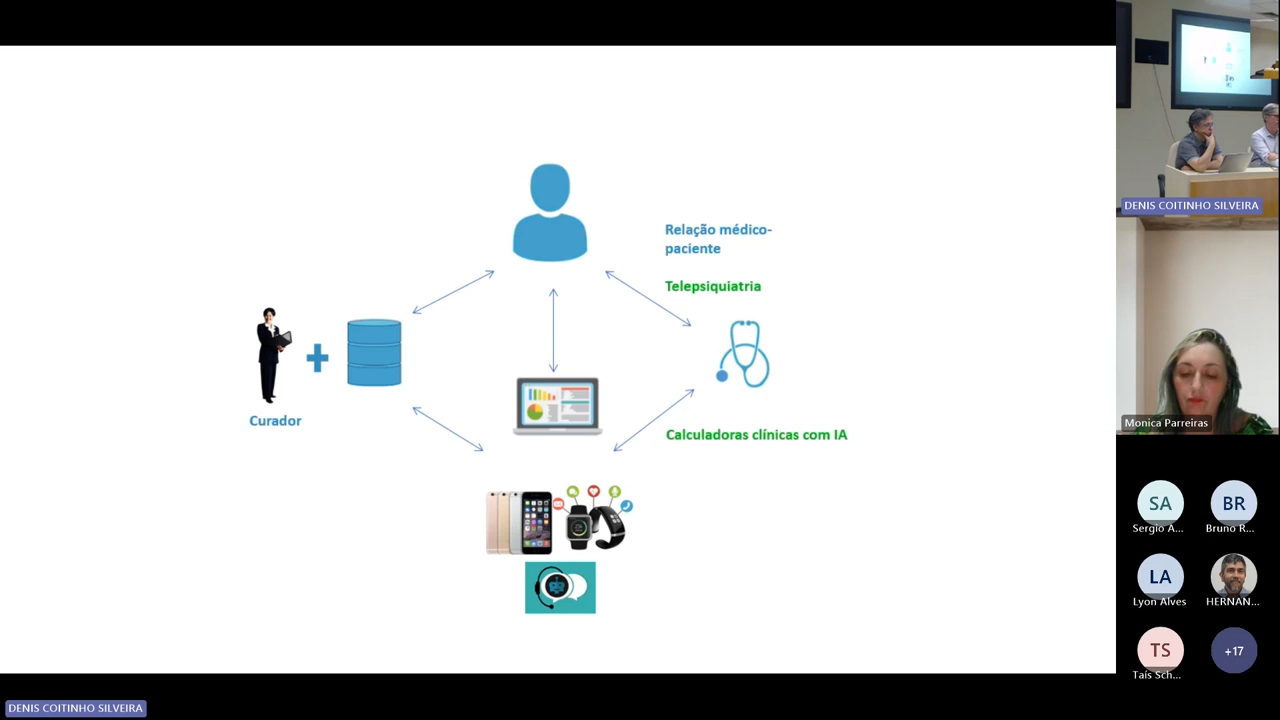 Relação médico-
paciente
Telepsiquiatria
Curador
Calculadoras clínicas com IA
DENIS COITINHO SILVEIRA
Monica Parreiras
SA
Sergio A...
BR
Bruno R...
LA
Lyon Alves
HERNAN...
TS
Taís Sch...
+17
DENIS COITINHO SILVEIRA